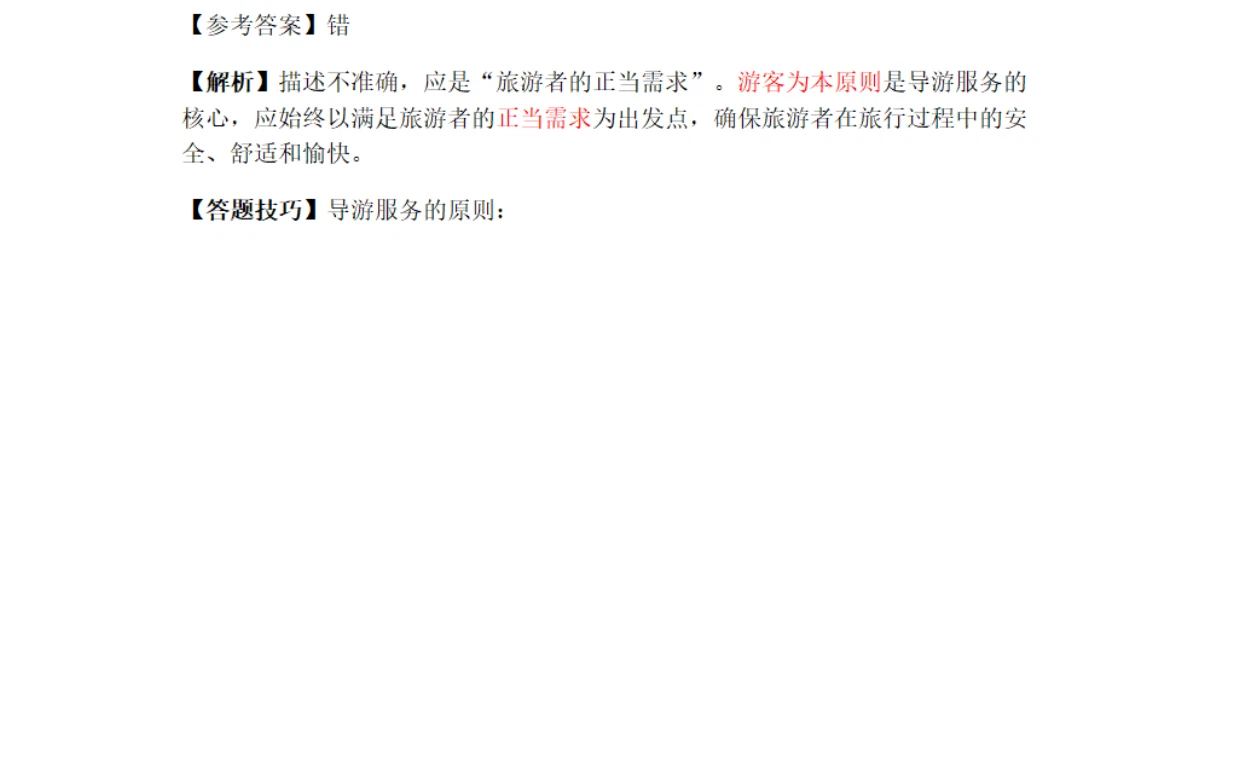 【参考答案】错
【解析】描述不准确，应是“旅游者的正当需求”。游客为本原则是导游服务的
核心，应始终以满足旅游者的正当需求为出发点，确保旅游者在旅行过程中的安
全、舒适和愉快。
【答题技巧】导游服务的原则：